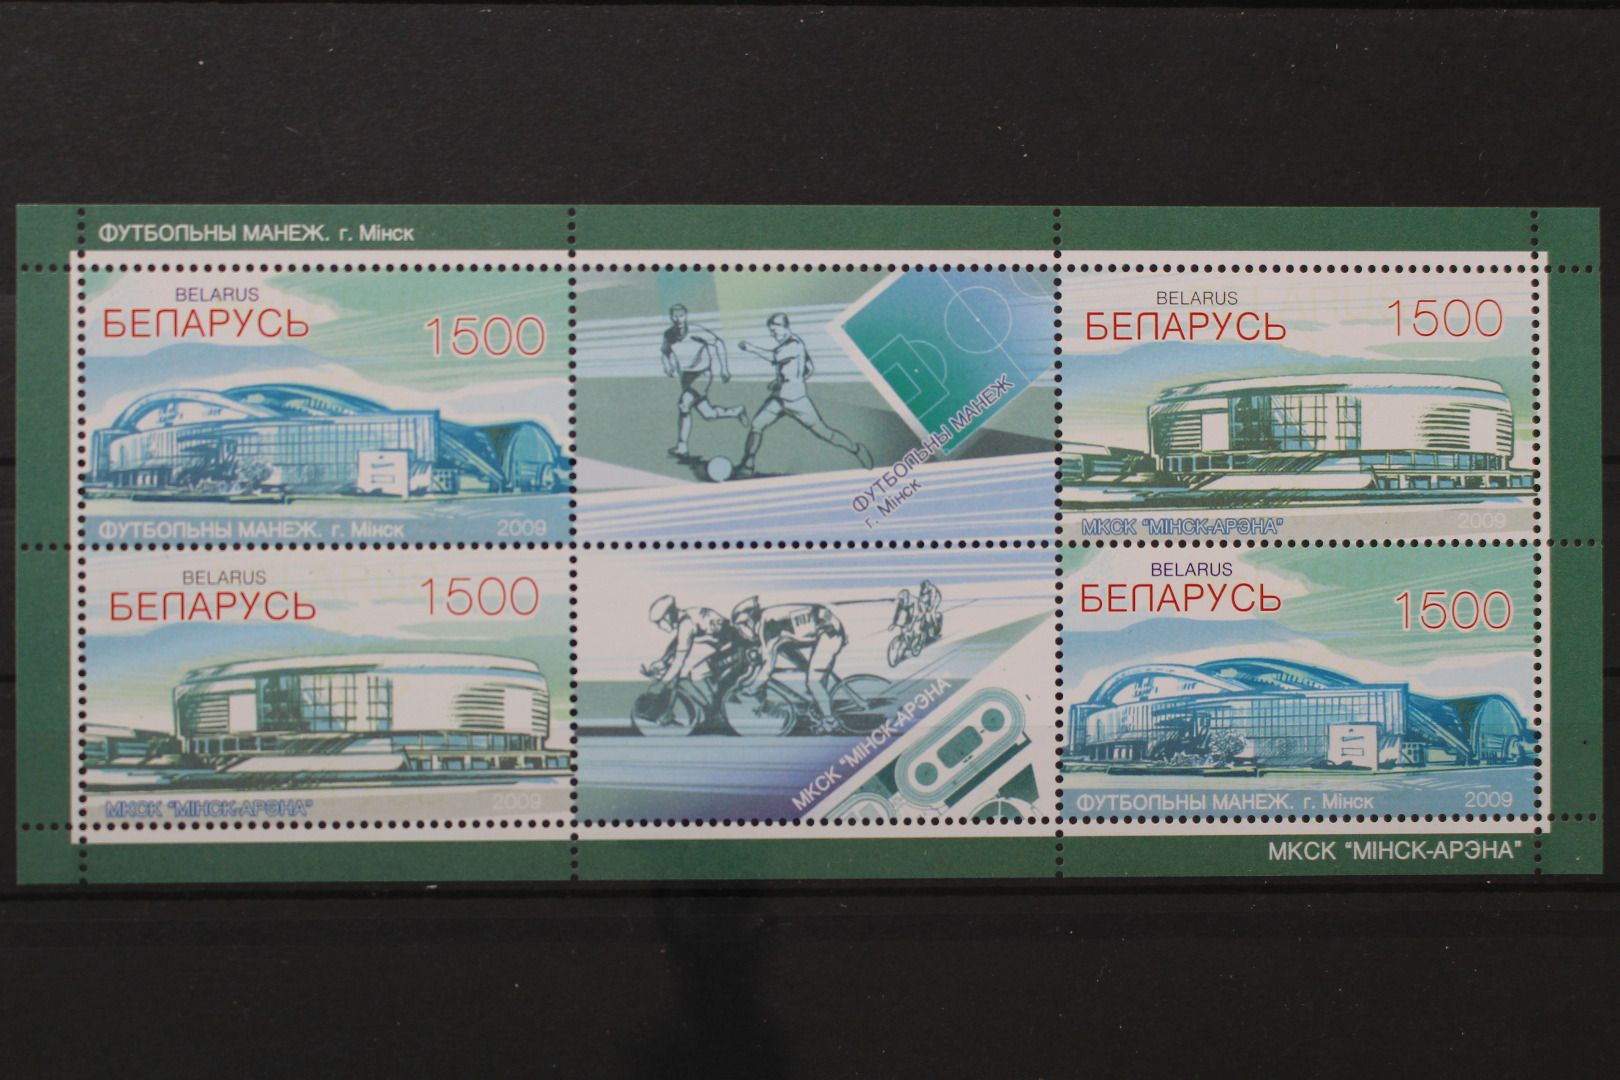 ФУТБОЛЬНЫ МАНЕЖ. г. Мінск
BELARUS
БЕЛАРУСЬ
1500
ФУТБОЛЬНЫ МАНЕЖ. г. Мінск
2009
ФУТБОЛЬНЫ МАНЕЖ
г. Мінск
BELARUS
БЕЛАРУСЬ
1500
МКСК "МІНСК-АРЭНА"
2009
BELARUS
БЕЛАРУСЬ
1500
МКСК "МІНСК-АРЭНА"
2009
МКСК "МІНСК-АРЭНА"
BELARUS
БЕЛАРУСЬ
1500
ФУТБОЛЬНЫ МАНЕЖ. г. Мінск
2009
МКСК "МІНСК-АРЭНА"